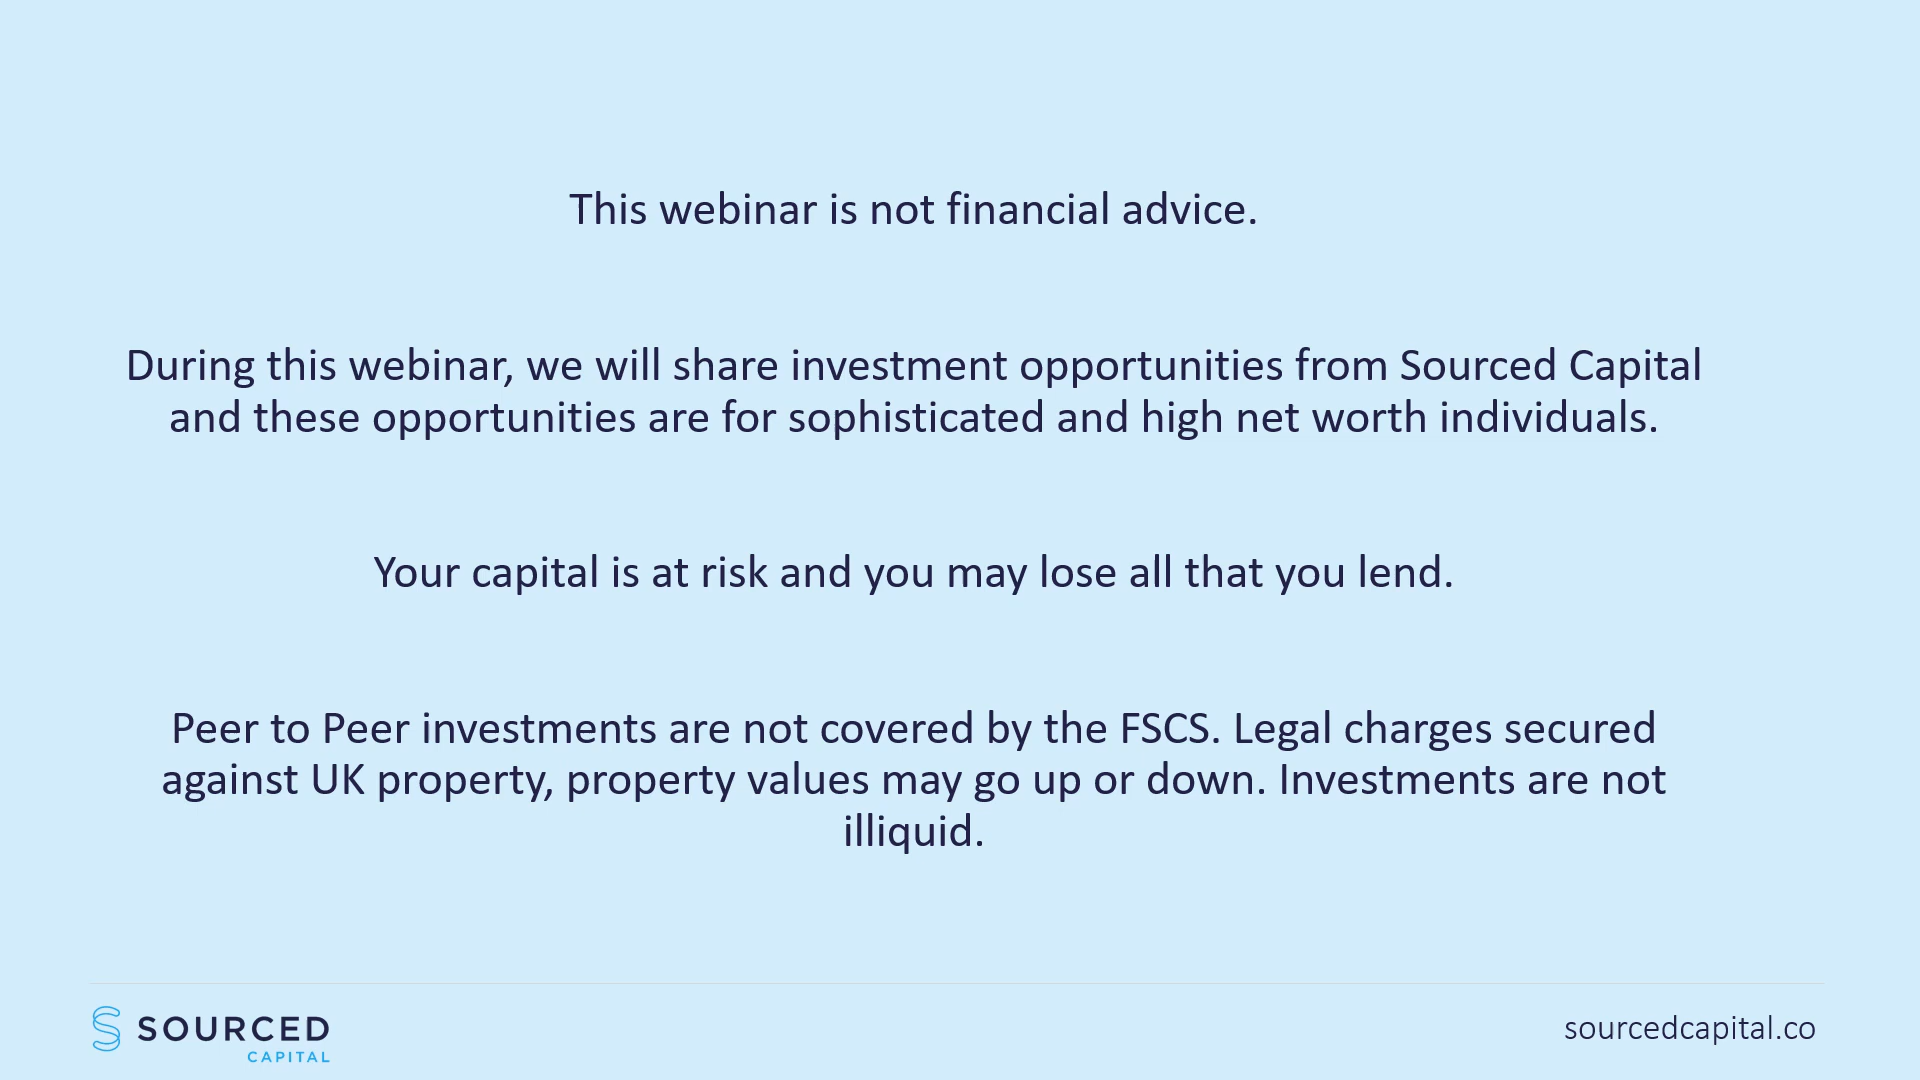 This webinar is not financial advice.
During this webinar, we will share investment opportunities from Sourced Capital
and these opportunities are for sophisticated and high net worth individuals.
Your capital is at risk and you may lose all that you lend.
Peer to Peer investments are not covered by the FSCS. Legal charges secured
against UK property, property values may go up or down. Investments are not
illiquid.
SOURCED
CAPITAL
sourcedcapital.co